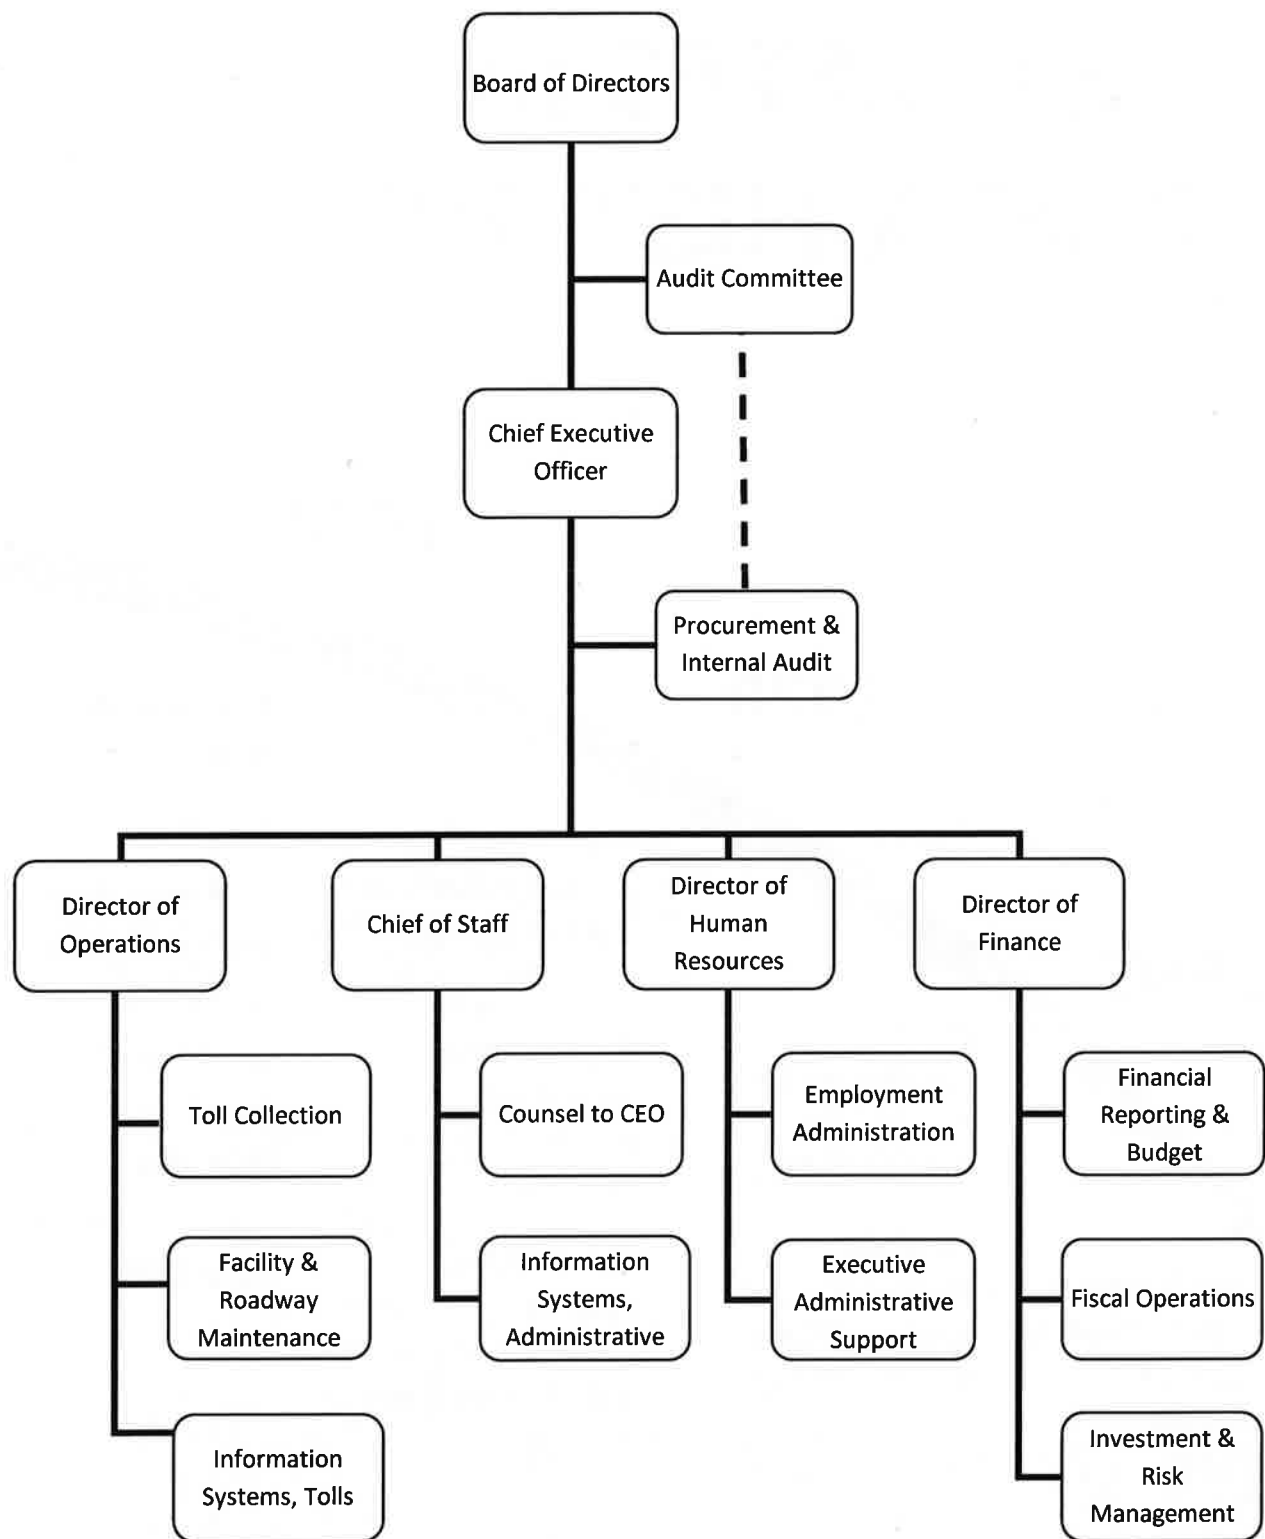 Board of Directors
Audit Committee
Chief Executive
Officer
Procurement &
Internal Audit
Director of
Operations
Chief of Staff
Director of
Human
Resources
Director of
Finance
Toll Collection
Counsel to CEO
Employment
Administration
Financial
Reporting &
Budget
Facility &
Roadway
Maintenance
Information
Systems,
Administrative
Executive
Administrative
Support
Fiscal Operations
Information
Systems, Tolls
Investment &
Risk
Management